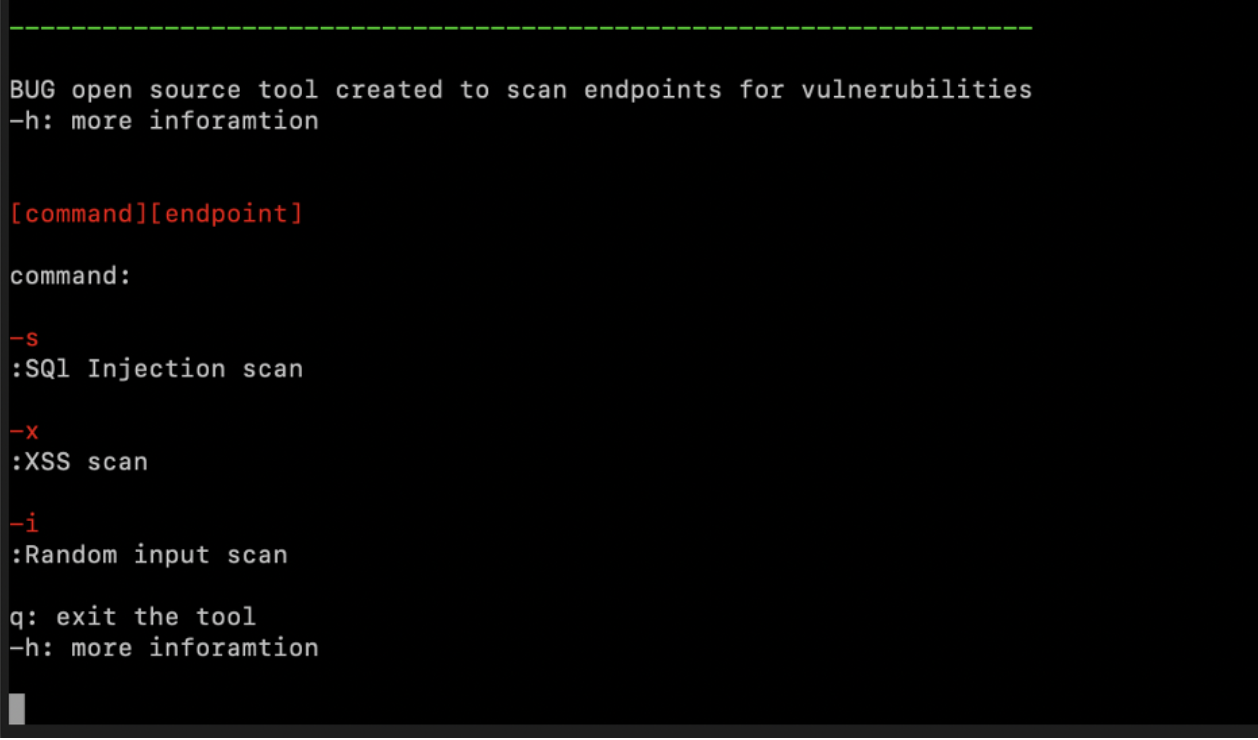 BUG open source tool created to scan endpoints for vulnerubilities
-h: more inforamtion
[command][endpoint]
command:
-s
:SQl Injection scan
-x
:XSS scan
-i
:Random input scan
q: exit the tool
-h: more inforamtion